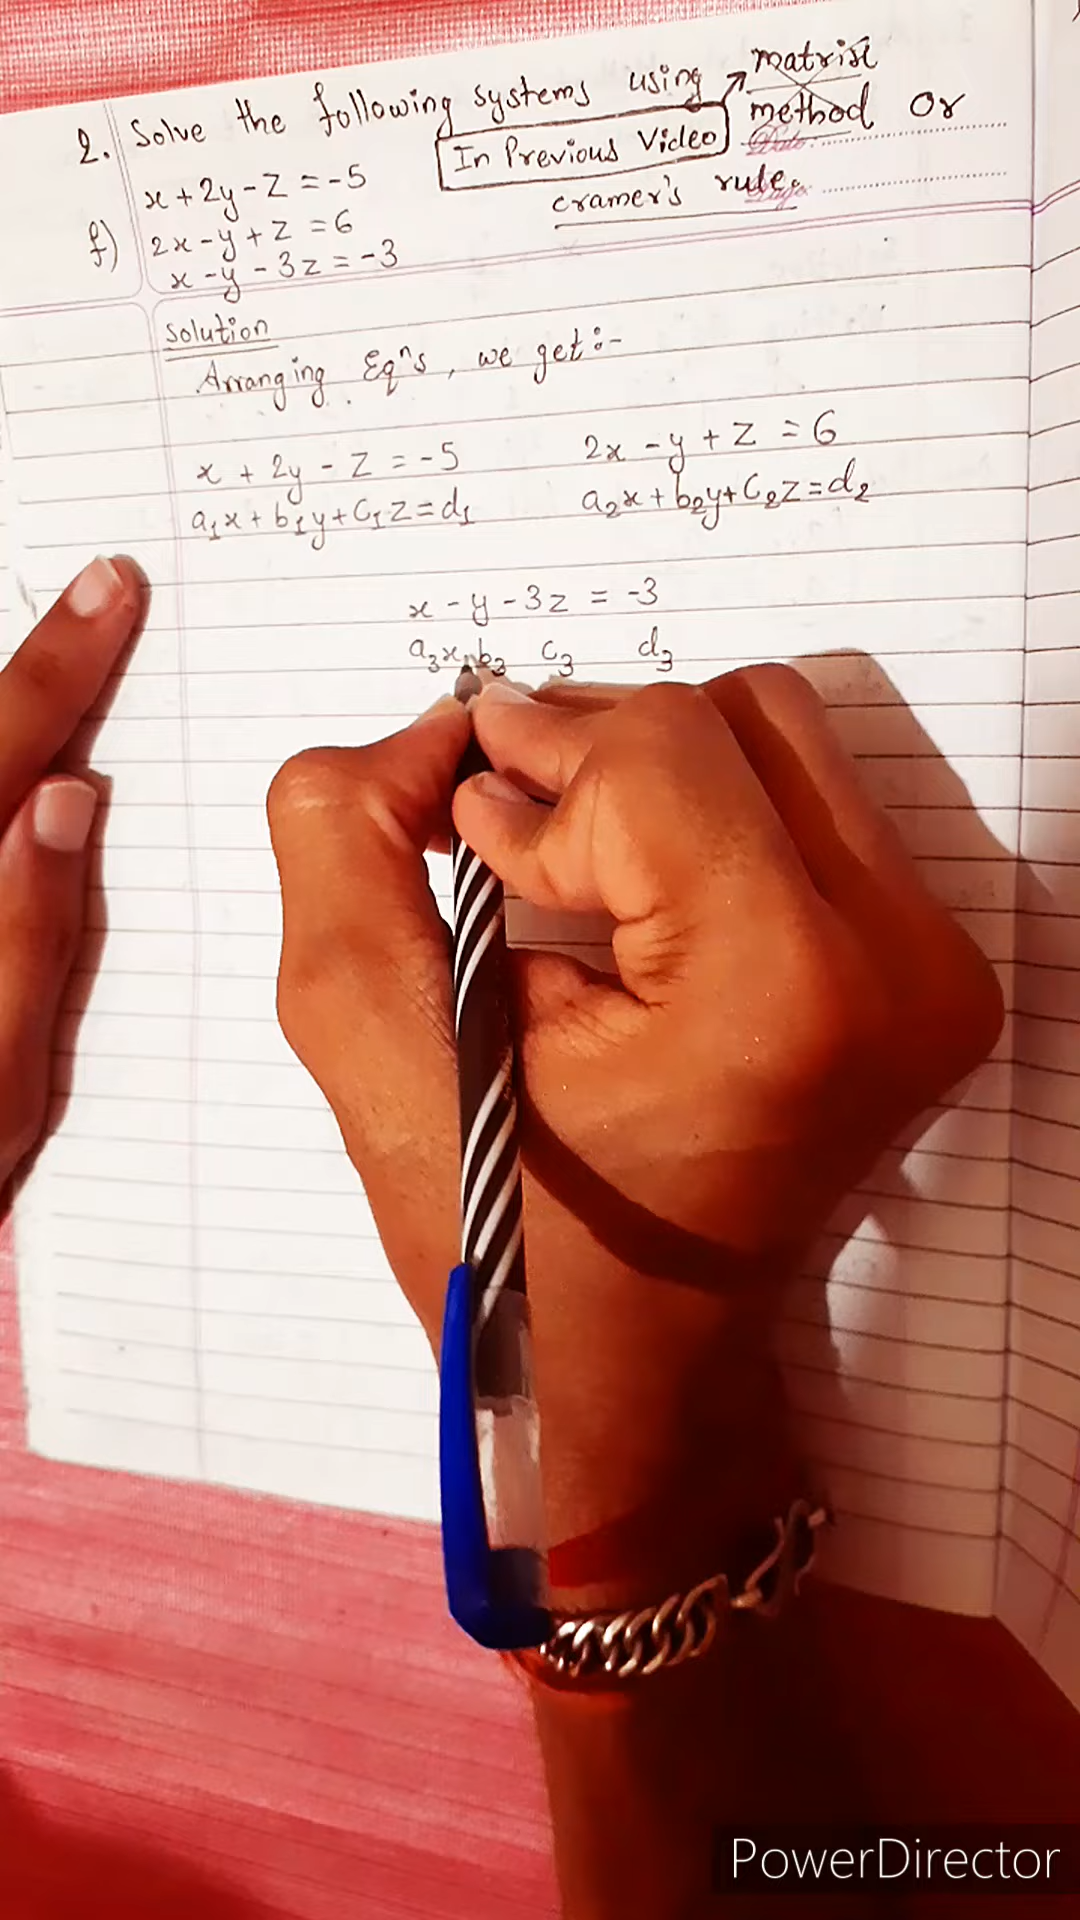 2. Solve the following systems using matrix
In Previous Video method or
cramer's rule.
x + 2y - z = -5
f) 2x - y + z = 6
x - y - 3z = -3
Solution
Arranging Eqⁿs, we get :-
x + 2y - z = -5 2x - y + z = 6
a₁x + b₁y + c₁z = d₁ a₂x + b₂y + c₂z = d₂
x - y - 3z = -3
a₃x b₃ c₃ d₃
PowerDirector